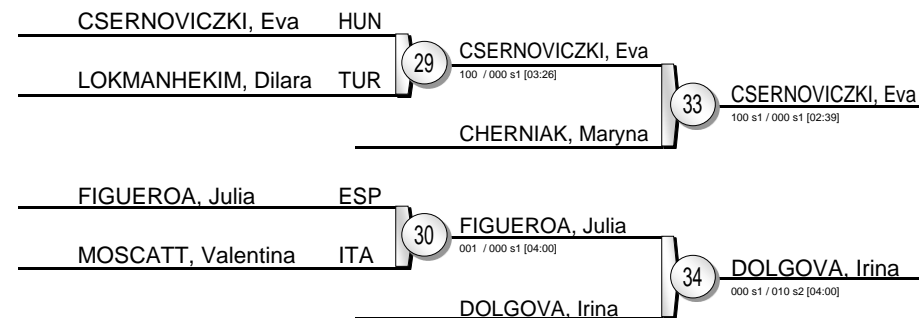 CSERNOVICZKI, Eva HUN
LOKMANHEKIM, Dilara TUR
29
CSERNOVICZKI, Eva
100 / 000 s1 [03:26]
CHERNIAK, Maryna
33
CSERNOVICZKI, Eva
100 s1 / 000 s1 [02:39]
FIGUEROA, Julia ESP
MOSCATT, Valentina ITA
30
FIGUEROA, Julia
001 / 000 s1 [04:00]
DOLGOVA, Irina
34
DOLGOVA, Irina
000 s1 / 010 s2 [04:00]